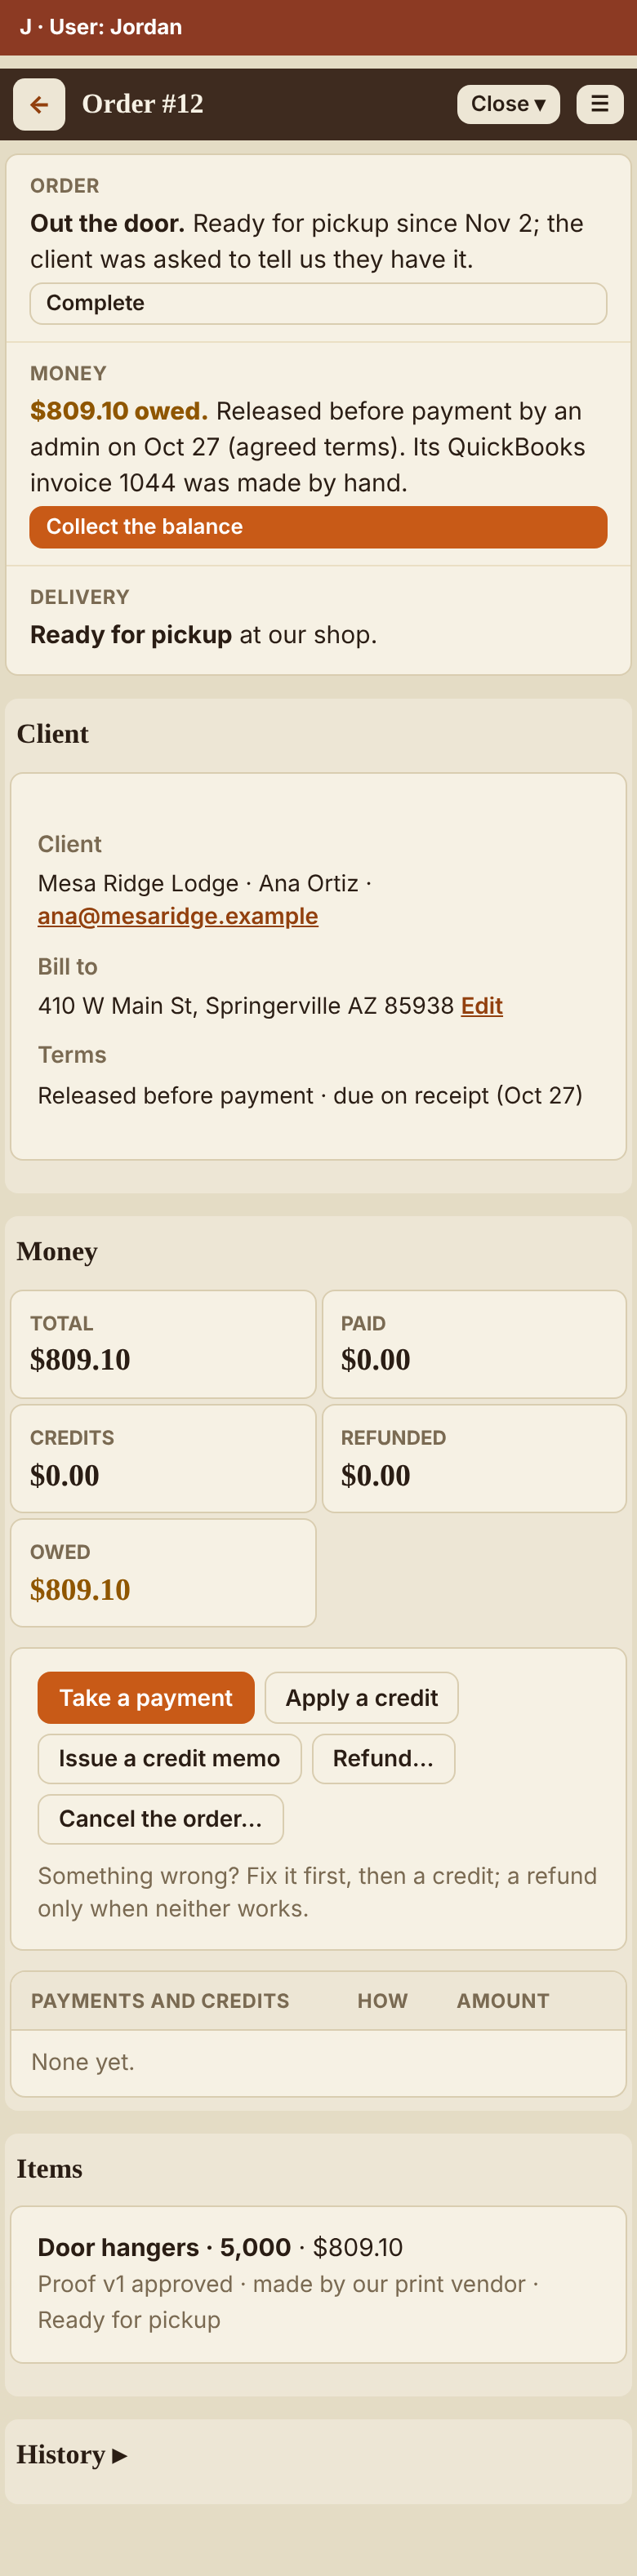 J · User: Jordan
← Order #12 Close ▾ ☰
ORDER
Out the door. Ready for pickup since Nov 2; the
client was asked to tell us they have it.
Complete
MONEY
$809.10 owed. Released before payment by an
admin on Oct 27 (agreed terms). Its QuickBooks
invoice 1044 was made by hand.
Collect the balance
DELIVERY
Ready for pickup at our shop.
Client
Client
Mesa Ridge Lodge · Ana Ortiz ·
ana@mesaridge.example
Bill to
410 W Main St, Springerville AZ 85938 Edit
Terms
Released before payment · due on receipt (Oct 27)
Money
TOTAL
$809.10
PAID
$0.00
CREDITS
$0.00
REFUNDED
$0.00
OWED
$809.10
Take a payment
Apply a credit
Issue a credit memo
Refund...
Cancel the order...
Something wrong? Fix it first, then a credit; a refund
only when neither works.
PAYMENTS AND CREDITS HOW AMOUNT
None yet.
Items
Door hangers · 5,000 · $809.10
Proof v1 approved · made by our print vendor ·
Ready for pickup
History ▸